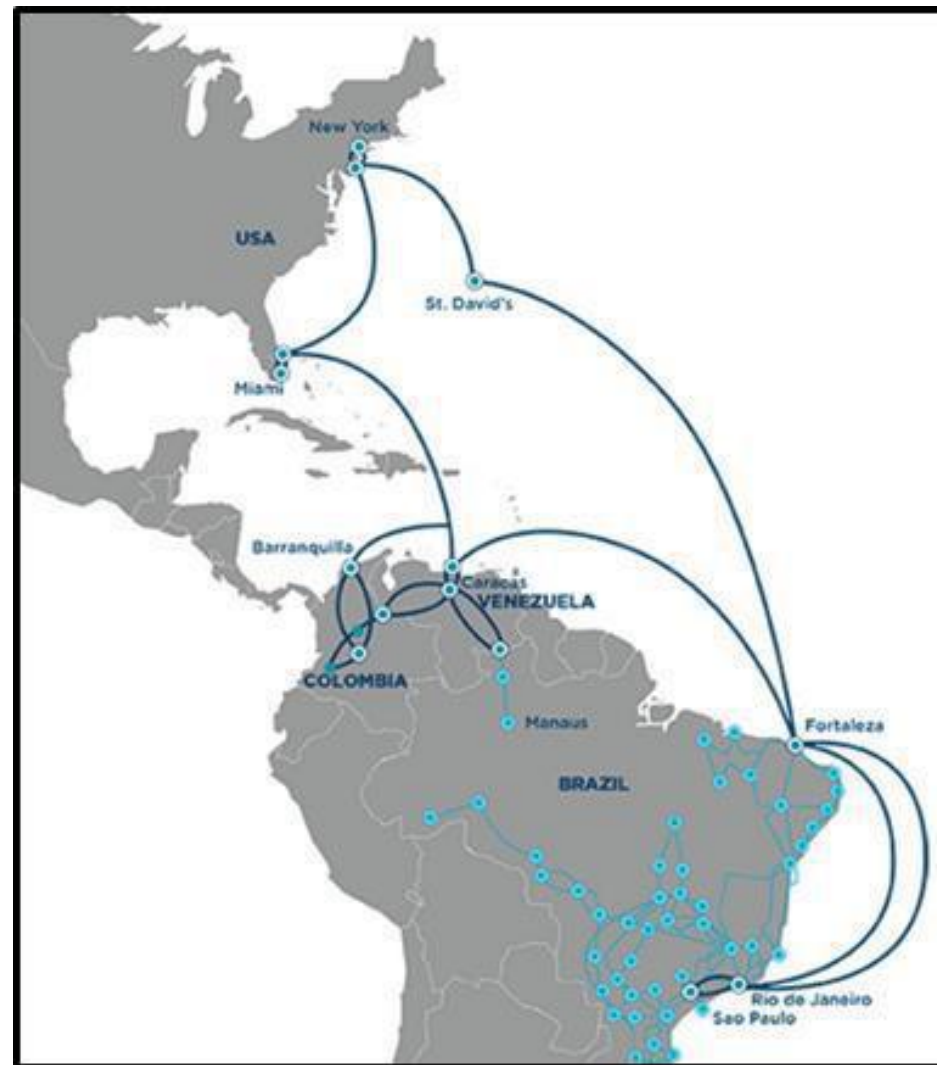 New York
USA
St. David's
Miami
Barranquilla
Caracas
VENEZUELA
COLOMBIA
Manaus
Fortaleza
BRAZIL
Rio de Janeiro
Sao Paulo